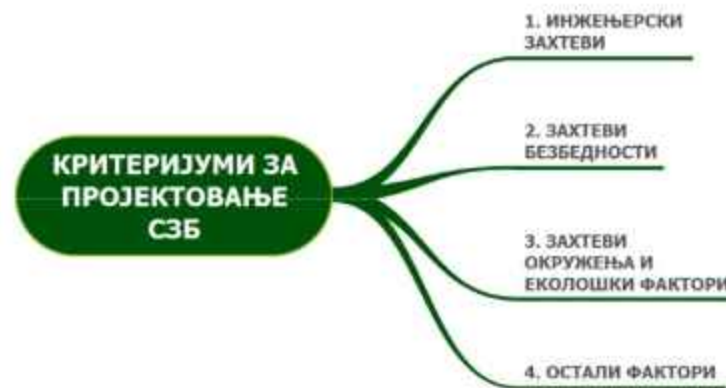 КРИТЕРИЈУМИ ЗА
ПРОЈЕКТОВАЊЕ
СЗБ
1. ИНЖЕЊЕРСКИ
ЗАХТЕВИ
2. ЗАХТЕВИ
БЕЗБЕДНОСТИ
3. ЗАХТЕВИ
ОКРУЖЕЊА И
ЕКОЛОШКИ ФАКТОРИ
4. ОСТАЛИ ФАКТОРИ